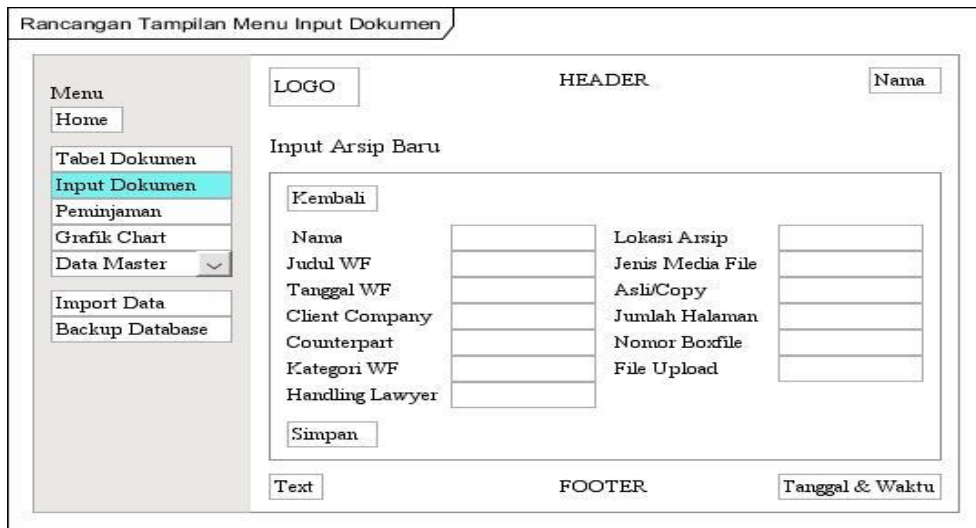 Rancangan Tampilan Menu Input Dokumen
Menu
Home
Tabel Dokumen
Input Dokumen
Peminjaman
Grafik Chart
Data Master
Import Data
Backup Database
LOGO
HEADER
Nama
Input Arsip Baru
Kembali
Nama
Judul WF
Tanggal WF
Client Company
Counterpart
Kategori WF
Handling Lawyer
Lokasi Arsip
Jenis Media File
Asli/Copy
Jumlah Halaman
Nomor Boxfile
File Upload
Simpan
Text
FOOTER
Tanggal & Waktu